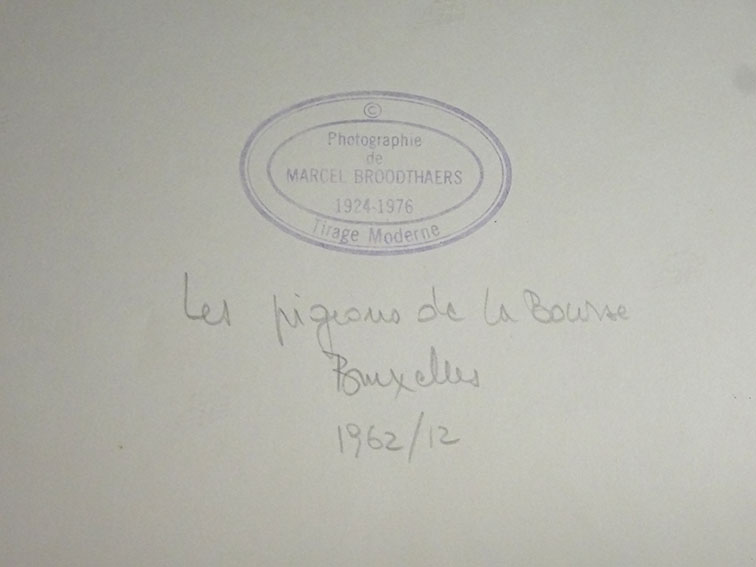 ©
Photographie
de
MARCEL BROODTHAERS
1924-1976
Tirage Moderne
Les pigeons de la Bourse
Bruxelles
1962/12